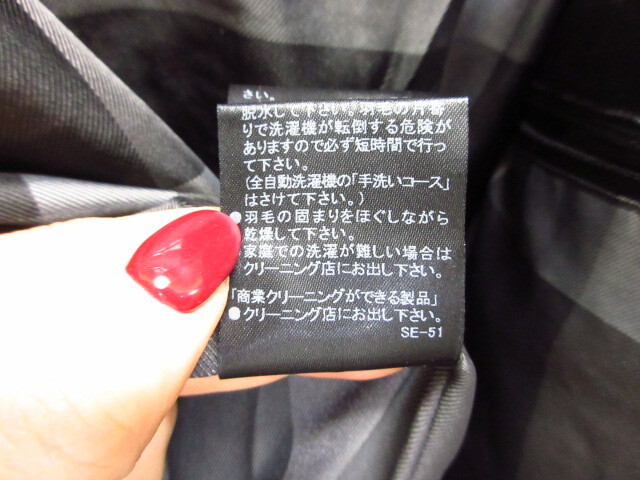 さい。
脱水して下さい。羽毛の片寄
りで洗濯機が転倒する危険が
ありますので必ず短時間で行っ
て下さい。
(全自動洗濯機の「手洗いコース」
はさけて下さい。)
●羽毛の固まりをほぐしながら
乾燥して下さい。
家庭での洗濯が難しい場合は
クリーニング店にお出し下さい。
「商業クリーニングができる製品」
●クリーニング店にお出し下さい。
SE-51